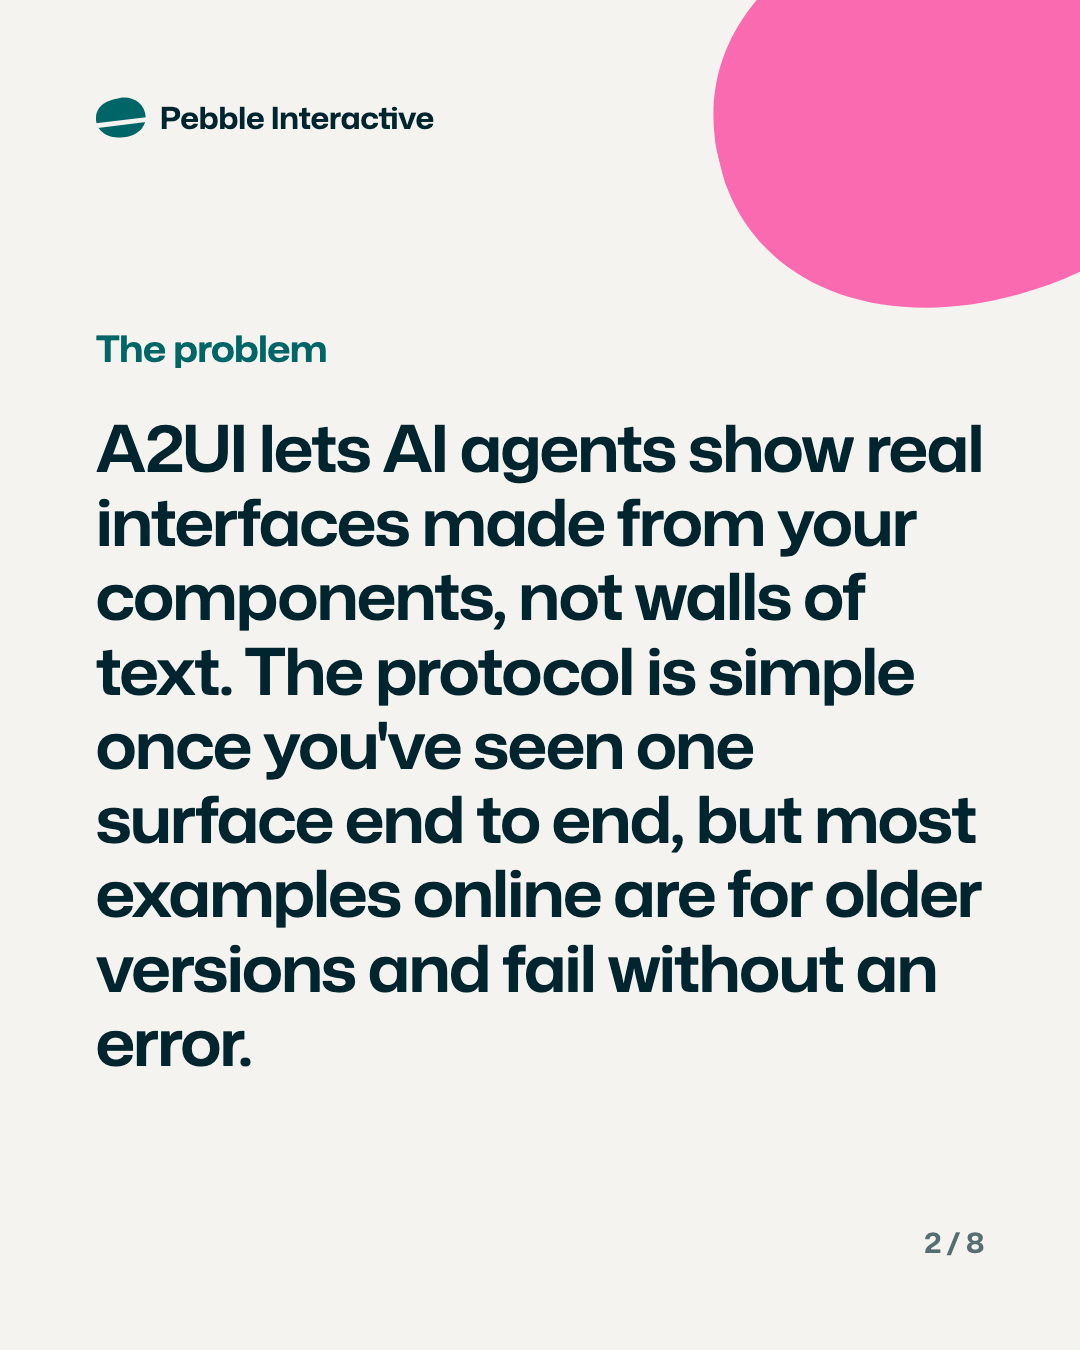 Pebble Interactive
The problem
A2UI lets AI agents show real
interfaces made from your
components, not walls of
text. The protocol is simple
once you've seen one
surface end to end, but most
examples online are for older
versions and fail without an
error.
2 / 8